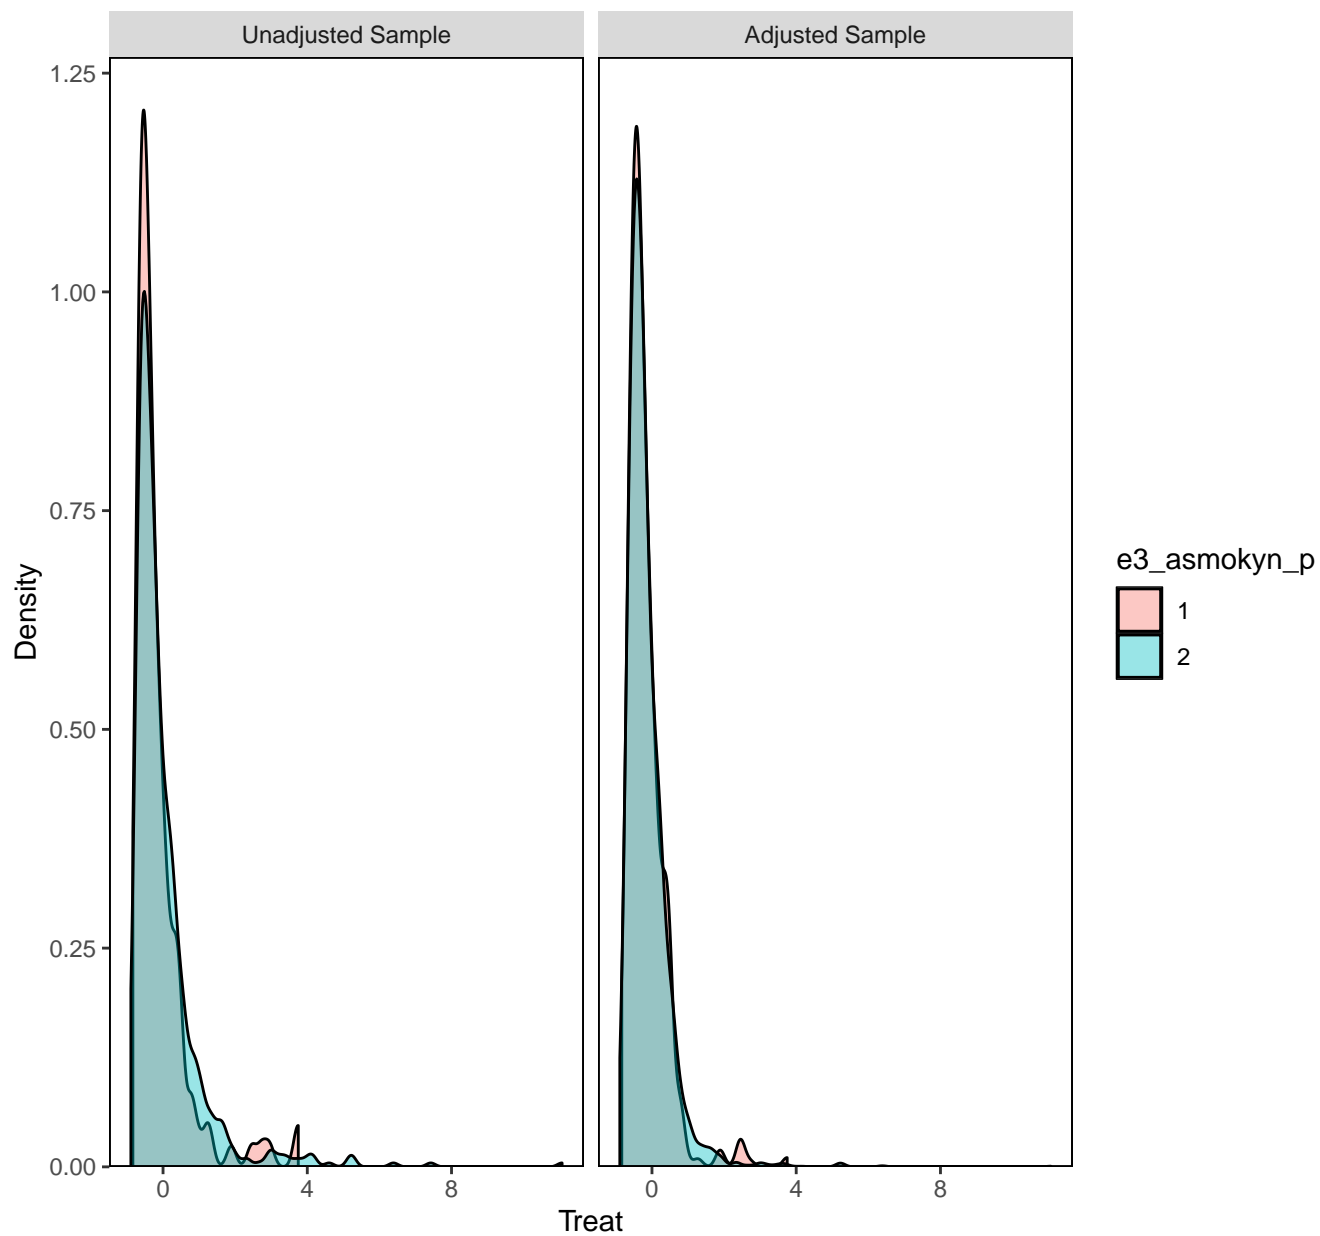 Unadjusted Sample
Adjusted Sample
1.25
1.00
0.75
0.50
0.25
0.00
Density
0 4 8
0 4 8
Treat
e3_asmokyn_p
1
2